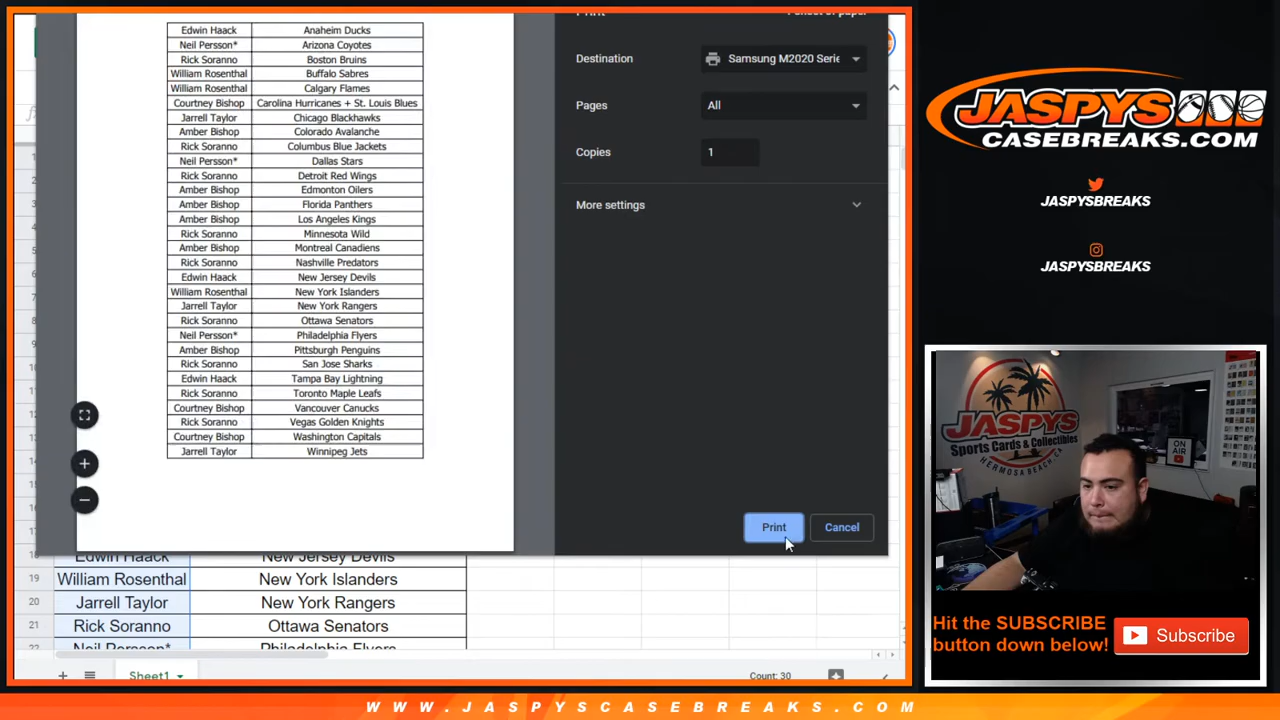 Edwin Haack Anaheim Ducks
Neil Persson* Arizona Coyotes
Rick Soranno Boston Bruins
William Rosenthal Buffalo Sabres
William Rosenthal Calgary Flames
Courtney Bishop Carolina Hurricanes + St. Louis Blues
Jarrell Taylor Chicago Blackhawks
Amber Bishop Colorado Avalanche
Rick Soranno Columbus Blue Jackets
Neil Persson* Dallas Stars
Rick Soranno Detroit Red Wings
Amber Bishop Edmonton Oilers
Amber Bishop Florida Panthers
Amber Bishop Los Angeles Kings
Rick Soranno Minnesota Wild
Amber Bishop Montreal Canadiens
Rick Soranno Nashville Predators
Edwin Haack New Jersey Devils
William Rosenthal New York Islanders
Jarrell Taylor New York Rangers
Rick Soranno Ottawa Senators
Neil Persson* Philadelphia Flyers
Amber Bishop Pittsburgh Penguins
Rick Soranno San Jose Sharks
Edwin Haack Tampa Bay Lightning
Rick Soranno Toronto Maple Leafs
Courtney Bishop Vancouver Canucks
Rick Soranno Vegas Golden Knights
Courtney Bishop Washington Capitals
Jarrell Taylor Winnipeg Jets
Destination Samsung M2020 Serie
Pages All
Copies 1
More settings
Print Cancel
18 Edwin Haack New Jersey Devils
19 William Rosenthal New York Islanders
20 Jarrell Taylor New York Rangers
21 Rick Soranno Ottawa Senators
22 Neil Persson* Philadelphia Flyers
Sheet1 Count: 30
JASPYS
CASEBREAKS.COM
JASPYSBREAKS
JASPYSBREAKS
JASPYS
Sports Cards & Collectibles
HERMOSA BEACH, CA
ON AIR
Hit the SUBSCRIBE
button down below!
Subscribe
WWW.JASPYSCASEBREAKS.COM